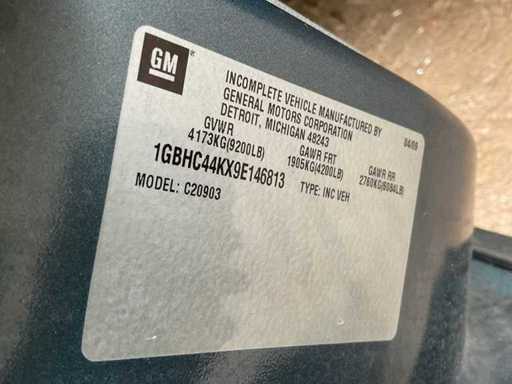 GM
INCOMPLETE VEHICLE MANUFACTURED BY
GENERAL MOTORS CORPORATION
DETROIT, MICHIGAN 48243
04/09
GVWR GAWR FRT GAWR RR
4173KG(9200LB) 1905KG(4200LB) 2760KG(6084LB)
1GBHC44KX9E146813 TYPE: INC VEH
MODEL: C20903